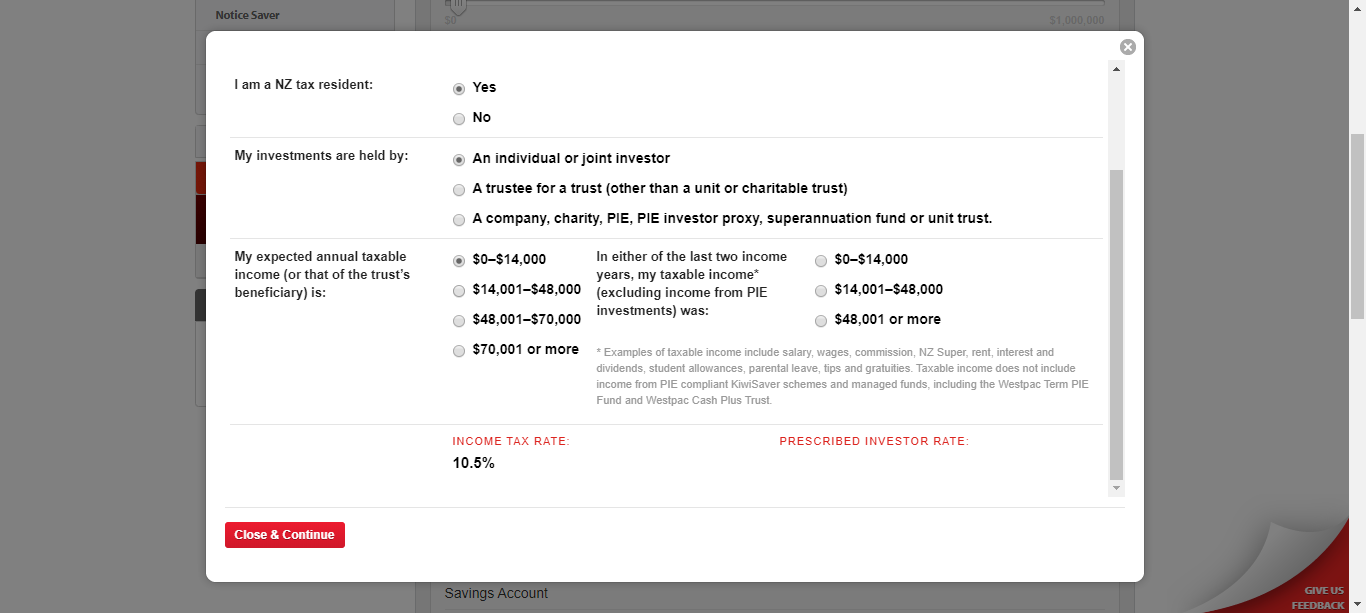 Notice Saver
$0
$1,000,000
I am a NZ tax resident:
Yes
No
My investments are held by:
An individual or joint investor
A trustee for a trust (other than a unit or charitable trust)
A company, charity, PIE, PIE investor proxy, superannuation fund or unit trust.
My expected annual taxable
income (or that of the trust’s
beneficiary) is:
$0–$14,000
$14,001–$48,000
$48,001–$70,000
$70,001 or more
In either of the last two income
years, my taxable income*
(excluding income from PIE
investments) was:
$0–$14,000
$14,001–$48,000
$48,001 or more
* Examples of taxable income include salary, wages, commission, NZ Super, rent, interest and
dividends, student allowances, parental leave, tips and gratuities. Taxable income does not include
income from PIE compliant KiwiSaver schemes and managed funds, including the Westpac Term PIE
Fund and Westpac Cash Plus Trust.
INCOME TAX RATE:
10.5%
PRESCRIBED INVESTOR RATE:
Close & Continue
Savings Account
GIVE US
FEEDBACK